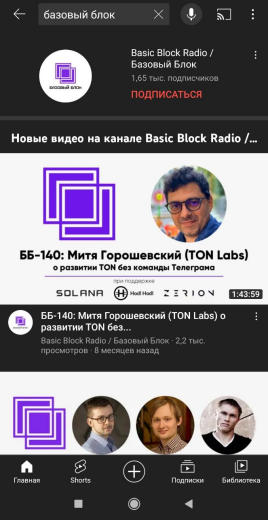 базовый блок
Basic Block Radio /
Базовый Блок
1,65 тыс. подписчиков
ПОДПИСАТЬСЯ
БАЗОВЫЙ БЛОК
Новые видео на канале Basic Block Radio /...
ББ-140: Митя Горошевский (TON Labs)
о развитии TON без команды Телеграма
при поддержке
SOLANA Hodl Hodl ZERION
1:43:59
ББ-140: Митя Горошевский (TON Labs) о
развитии TON без...
Basic Block Radio / Базовый Блок · 2,2 тыс.
просмотров · 8 месяцев назад
Главная Shorts Подписки Библиотека